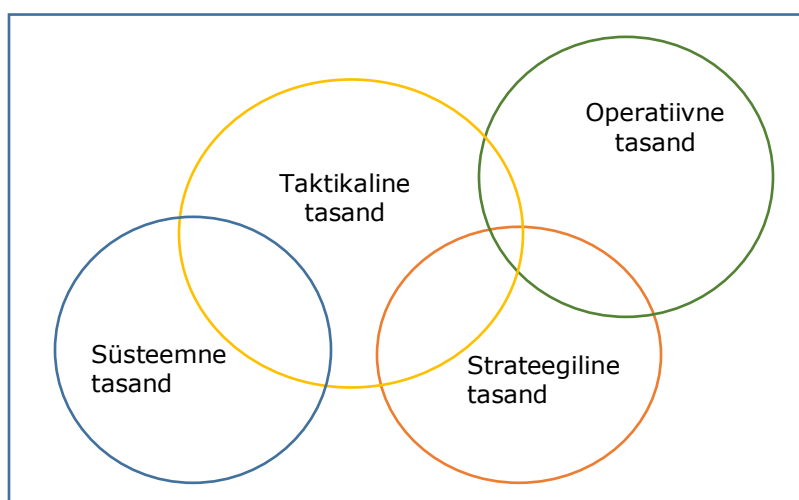 Operatiivne
tasand
Taktikaline
tasand
Süsteemne
tasand
Strateegiline
tasand